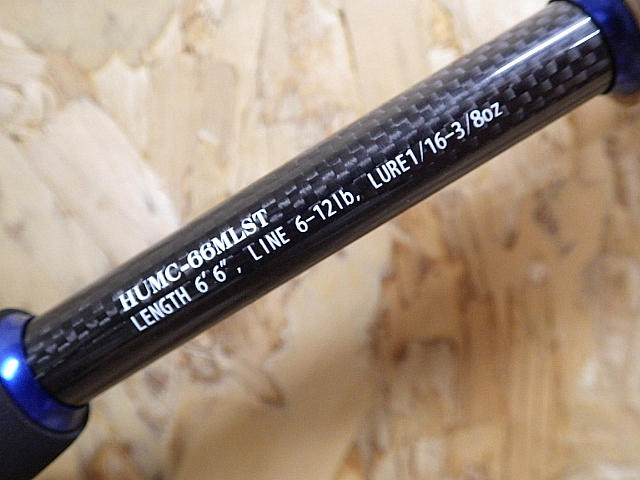 HUMC-66MLST
LENGTH 6'6", LINE 6-12lb, LURE1/16-3/8oz